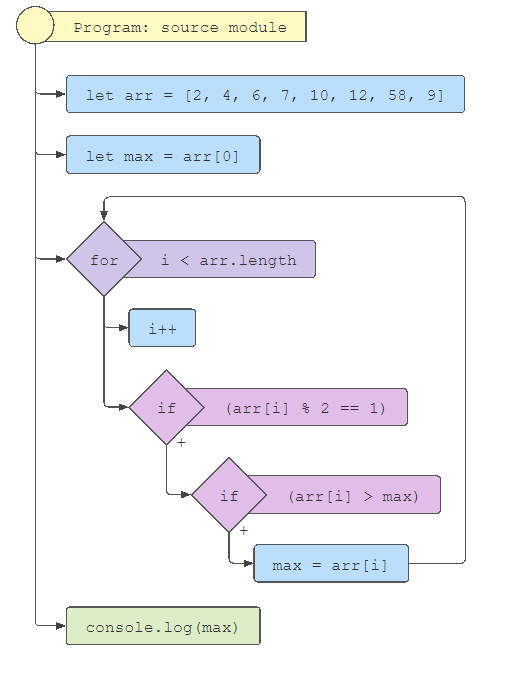 Program: source module
let arr = [2, 4, 6, 7, 10, 12, 58, 9]
let max = arr[0]
for i < arr.length
i++
if (arr[i] % 2 == 1)
+
if (arr[i] > max)
+
max = arr[i]
console.log(max)